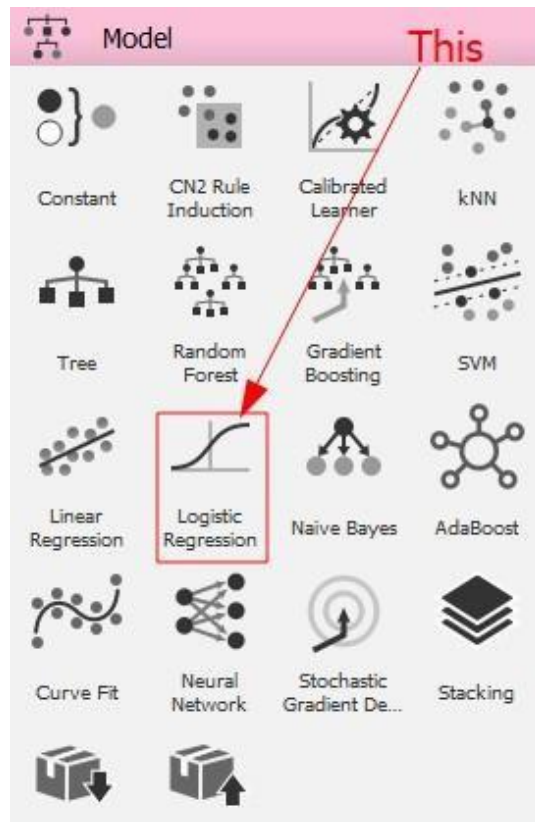 Model
This
Constant
CN2 Rule
Induction
Calibrated
Learner
kNN
Tree
Random
Forest
Gradient
Boosting
SVM
Linear
Regression
Logistic
Regression
Naive Bayes
AdaBoost
Curve Fit
Neural
Network
Stochastic
Gradient De...
Stacking